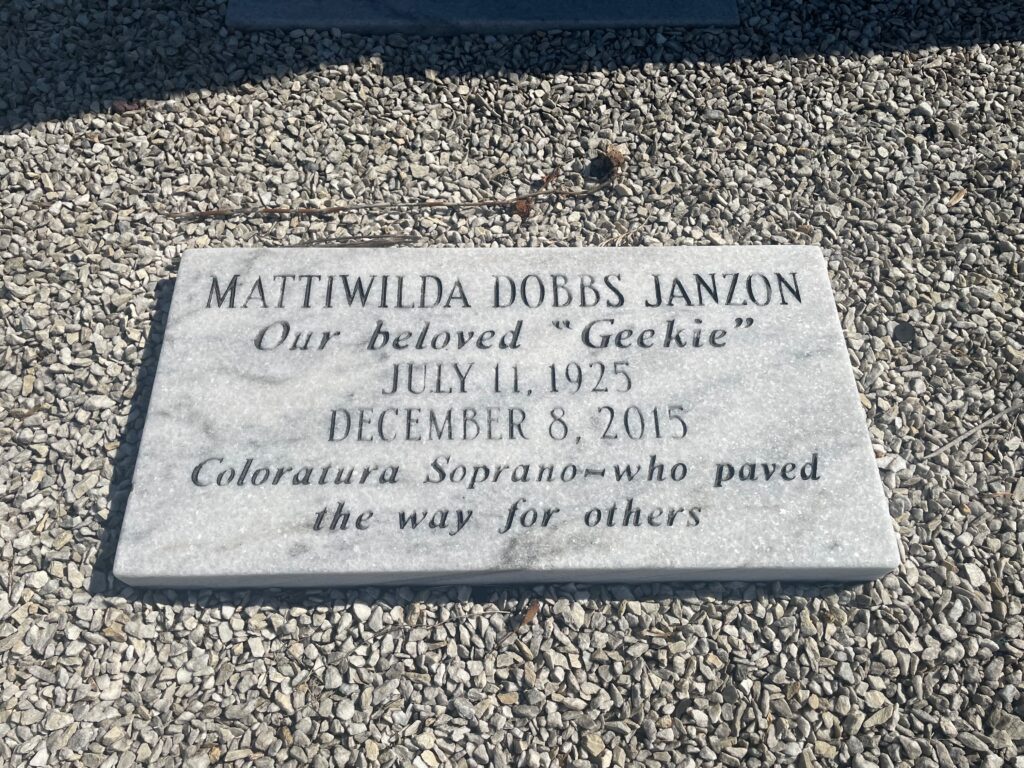 MATTIWILDA DOBBS JANZON
Our beloved "Geekie"
JULY 11, 1925
DECEMBER 8, 2015
Coloratura Soprano–who paved
the way for others